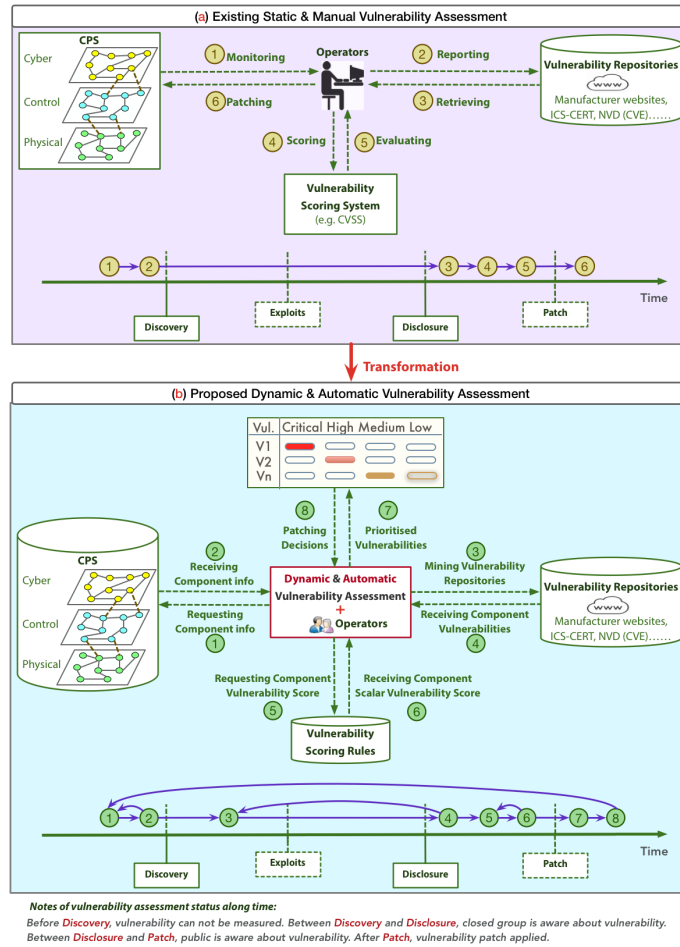 (a) Existing Static & Manual Vulnerability Assessment
CPS
Cyber
Control
Physical
1
Monitoring
6
Patching
Operators
2
Reporting
3
Retrieving
Vulnerability Repositories
www
Manufacturer websites,
ICS-CERT, NVD (CVE)......
4
Scoring
5
Evaluating
Vulnerability
Scoring System
(e.g. CVSS)
1
2
3
4
5
6
Time
Discovery
Exploits
Disclosure
Patch
Transformation
(b) Proposed Dynamic & Automatic Vulnerability Assessment
Vul. Critical High Medium Low
V1
V2
Vn
8
Patching
Decisions
7
Prioritised
Vulnerabilities
CPS
Cyber
Control
Physical
2
Receiving
Component info
Requesting
Component info
1
Dynamic & Automatic
Vulnerability Assessment
+
Operators
3
Mining Vulnerability
Repositories
Receiving Component
Vulnerabilities
4
Vulnerability Repositories
www
Manufacturer websites,
ICS-CERT, NVD (CVE)......
Requesting Component
Vulnerability Score
5
Receiving Component
Scalar Vulnerability Score
6
Vulnerability
Scoring Rules
1
2
3
4
5
6
7
8
Time
Discovery
Exploits
Disclosure
Patch
Notes of vulnerability assessment status along time:
Before Discovery, vulnerability can not be measured. Between Discovery and Disclosure, closed group is aware about vulnerability.
Between Disclosure and Patch, public is aware about vulnerability. After Patch, vulnerability patch applied.